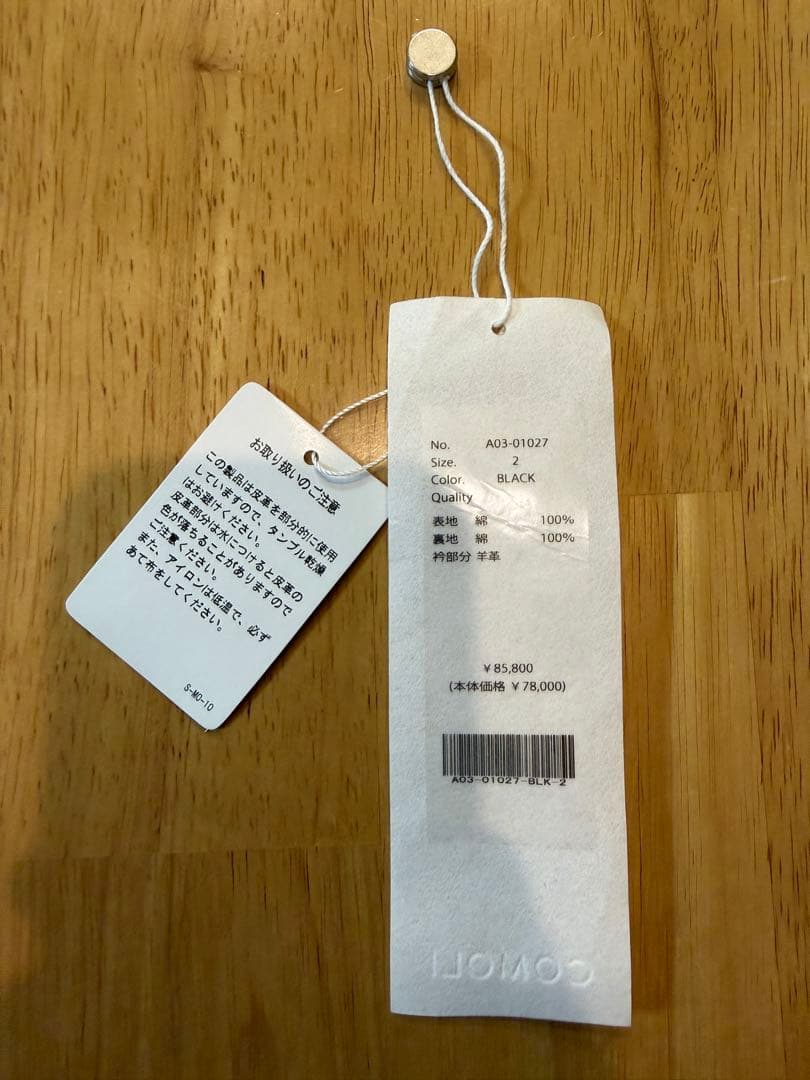 お取り扱いのご注意
この製品は皮革を部分的に使用
していますので、タンブル乾燥
はお避けください。
皮革部分は水につけると皮革の
色が落ちることがありますので
ご注意ください。
また、アイロンは低温で、必ず
あて布をしてください。
S-MO-10
No. A03-01027
Size. 2
Color. BLACK
Quality
表地 綿 100%
裏地 綿 100%
衿部分 羊革
￥85,800
(本体価格 ￥78,000)
A03-01027-BLK-2
COMOLI